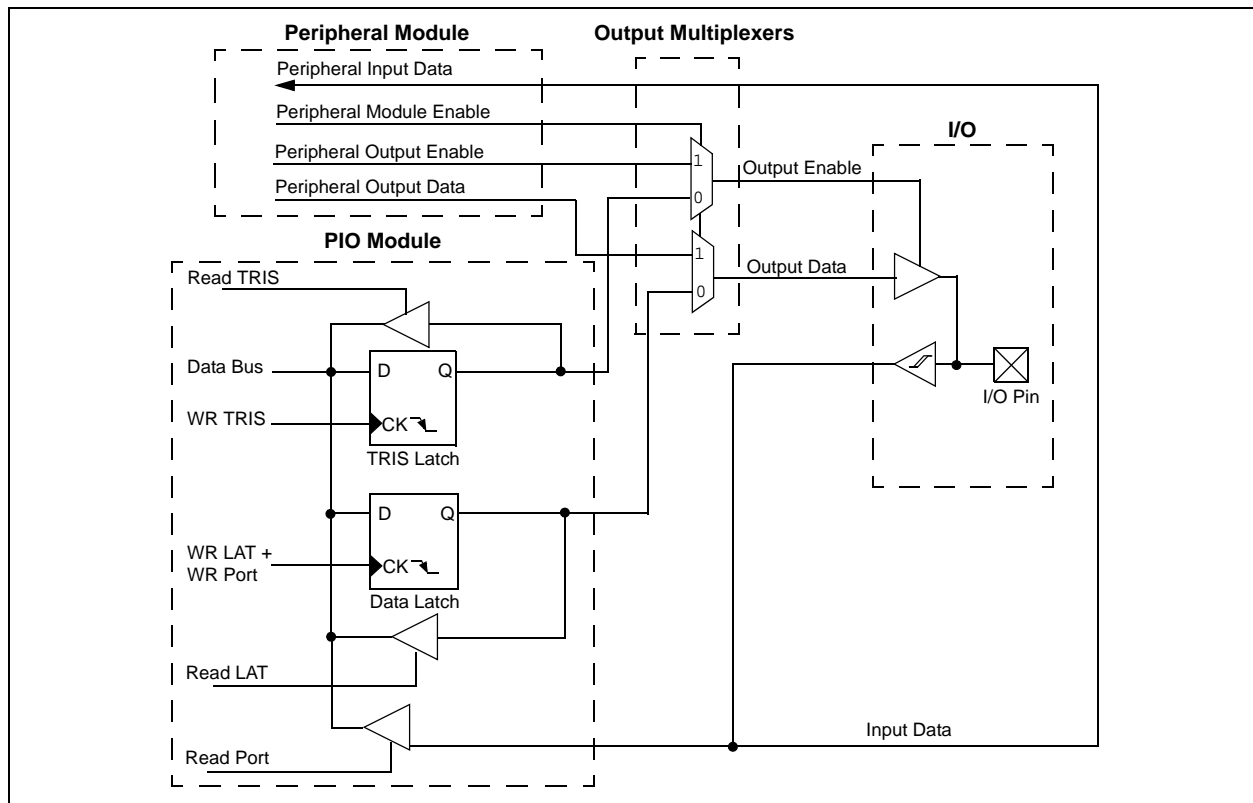 Peripheral Module
Output Multiplexers
Peripheral Input Data
Peripheral Module Enable
I/O
Peripheral Output Enable
1
Output Enable
Peripheral Output Data
0
PIO Module
1
Read TRIS
Output Data
0
Data Bus
D
Q
I/O Pin
WR TRIS
CK
TRIS Latch
D
Q
WR LAT +
WR Port
CK
Data Latch
Read LAT
Input Data
Read Port